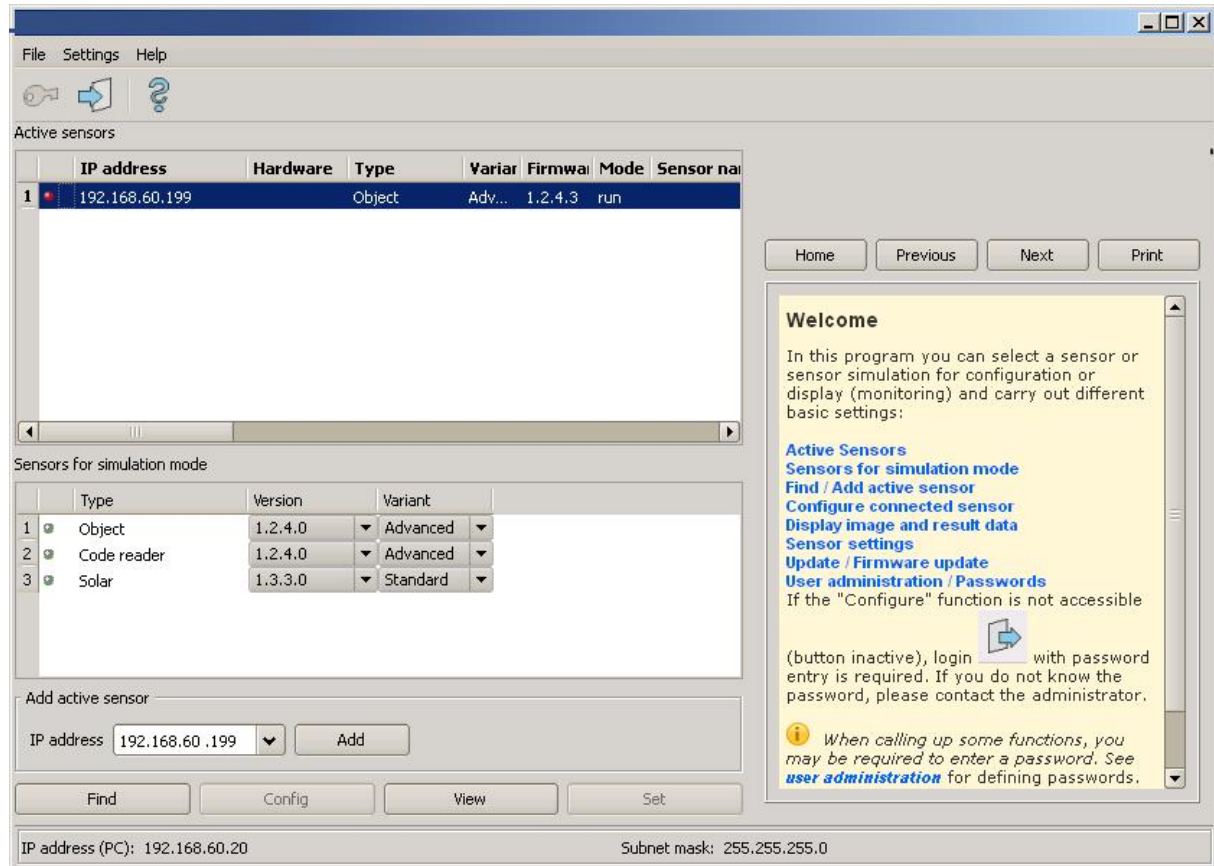 File Settings Help
Active sensors
IP address Hardware Type Variar Firmwa Mode Sensor na
1 192.168.60.199 Object Adv... 1.2.4.3 run
Sensors for simulation mode
Type Version Variant
1 Object 1.2.4.0 Advanced
2 Code reader 1.2.4.0 Advanced
3 Solar 1.3.3.0 Standard
Add active sensor
IP address 192.168.60 .199 Add
Find Config View Set
IP address (PC): 192.168.60.20 Subnet mask: 255.255.255.0
Home Previous Next Print
Welcome
In this program you can select a sensor or
sensor simulation for configuration or
display (monitoring) and carry out different
basic settings:
Active Sensors
Sensors for simulation mode
Find / Add active sensor
Configure connected sensor
Display image and result data
Sensor settings
Update / Firmware update
User administration / Passwords
If the "Configure" function is not accessible
(button inactive), login with password
entry is required. If you do not know the
password, please contact the administrator.
When calling up some functions, you
may be required to enter a password. See
user administration for defining passwords.